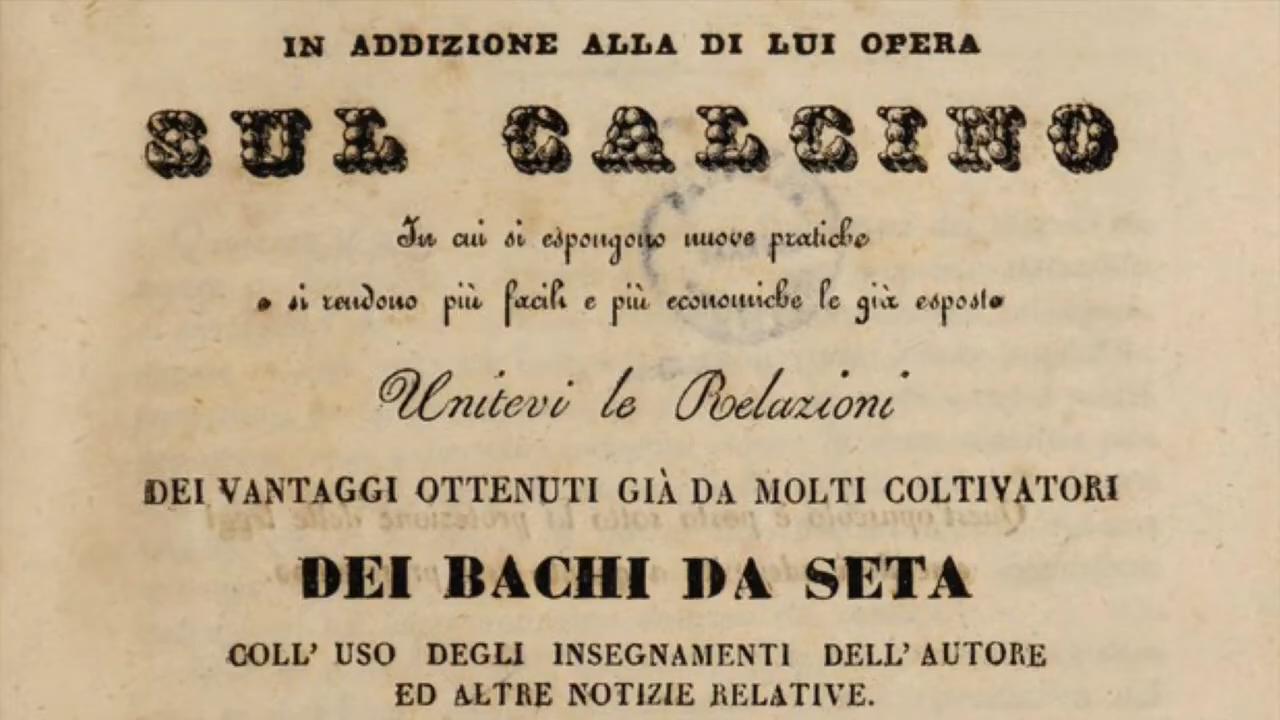 IN ADDIZIONE ALLA DI LUI OPERA
SUL CALCINO
In cui si espongono nuove pratiche
e si rendono più facili e più economiche le già esposte
Unitevi le Relazioni
DEI VANTAGGI OTTENUTI GIÀ DA MOLTI COLTIVATORI
DEI BACHI DA SETA
COLL' USO DEGLI INSEGNAMENTI DELL' AUTORE
ED ALTRE NOTIZIE RELATIVE.